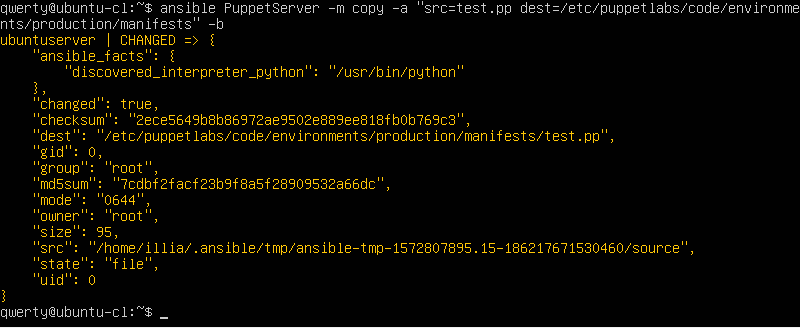 qwerty@ubuntu-cl:~$ ansible PuppetServer -m copy -a "src=test.pp dest=/etc/puppetlabs/code/environme
nts/production/manifests" -b
ubuntuserver | CHANGED => {
    "ansible_facts": {
        "discovered_interpreter_python": "/usr/bin/python"
    },
    "changed": true,
    "checksum": "2ece5649b8b86972ae9502e889ee818fb0b769c3",
    "dest": "/etc/puppetlabs/code/environments/production/manifests/test.pp",
    "gid": 0,
    "group": "root",
    "md5sum": "7cdbf2facf23b9f8a5f28909532a66dc",
    "mode": "0644",
    "owner": "root",
    "size": 95,
    "src": "/home/illia/.ansible/tmp/ansible-tmp-1572807895.15-186217671530460/source",
    "state": "file",
    "uid": 0
}
qwerty@ubuntu-cl:~$ _